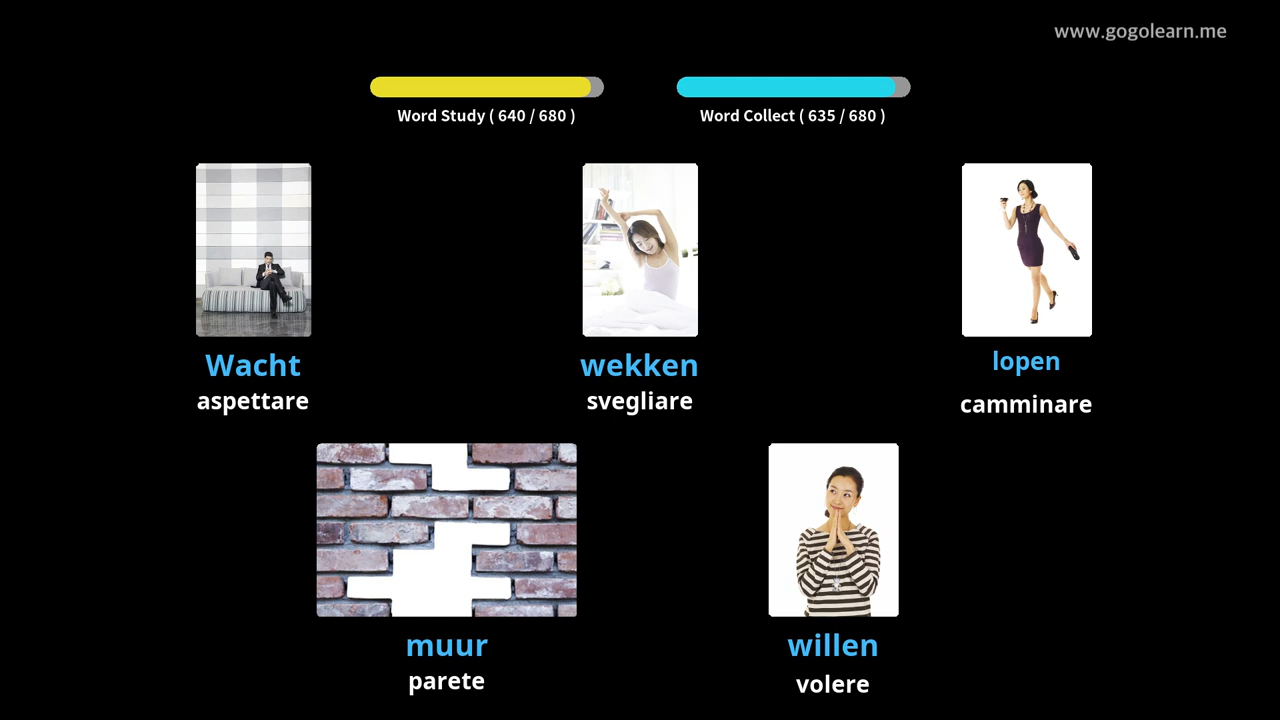 www.gogolearn.me
Word Study ( 640 / 680 )
Word Collect ( 635 / 680 )
Wacht
aspettare
wekken
svegliare
lopen
camminare
muur
parete
willen
volere